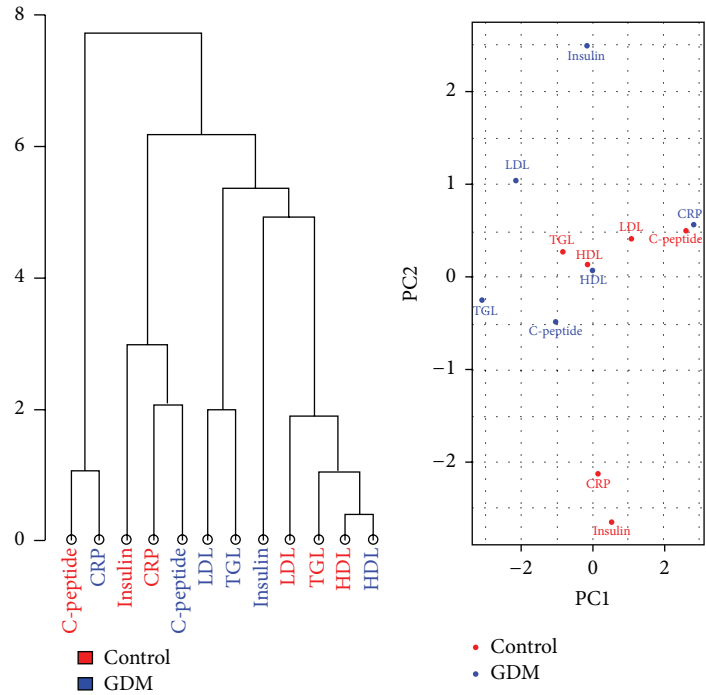 8
6
4
2
0
C-peptide
CRP
Insulin
CRP
C-peptide
LDL
TGL
Insulin
LDL
TGL
HDL
HDL
Control
GDM
PC2
2
1
0
−1
−2
Insulin
LDL
CRP
LDL
C-peptide
TGL
HDL
HDL
TGL
C-peptide
CRP
Insulin
−2
0
2
PC1
Control
GDM